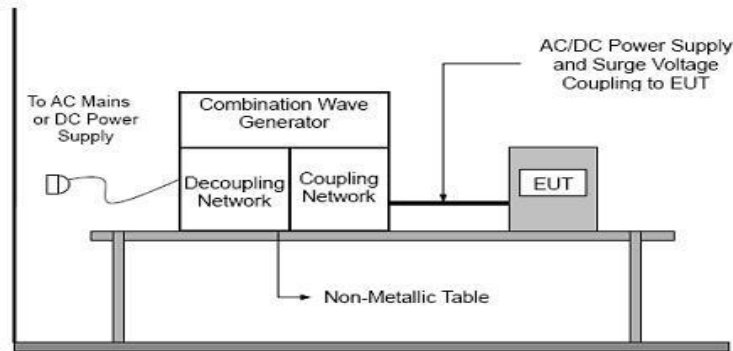 AC/DC Power Supply
and Surge Voltage
Coupling to EUT
To AC Mains
or DC Power
Supply
Combination Wave
Generator
Decoupling
Network
Coupling
Network
EUT
Non-Metallic Table